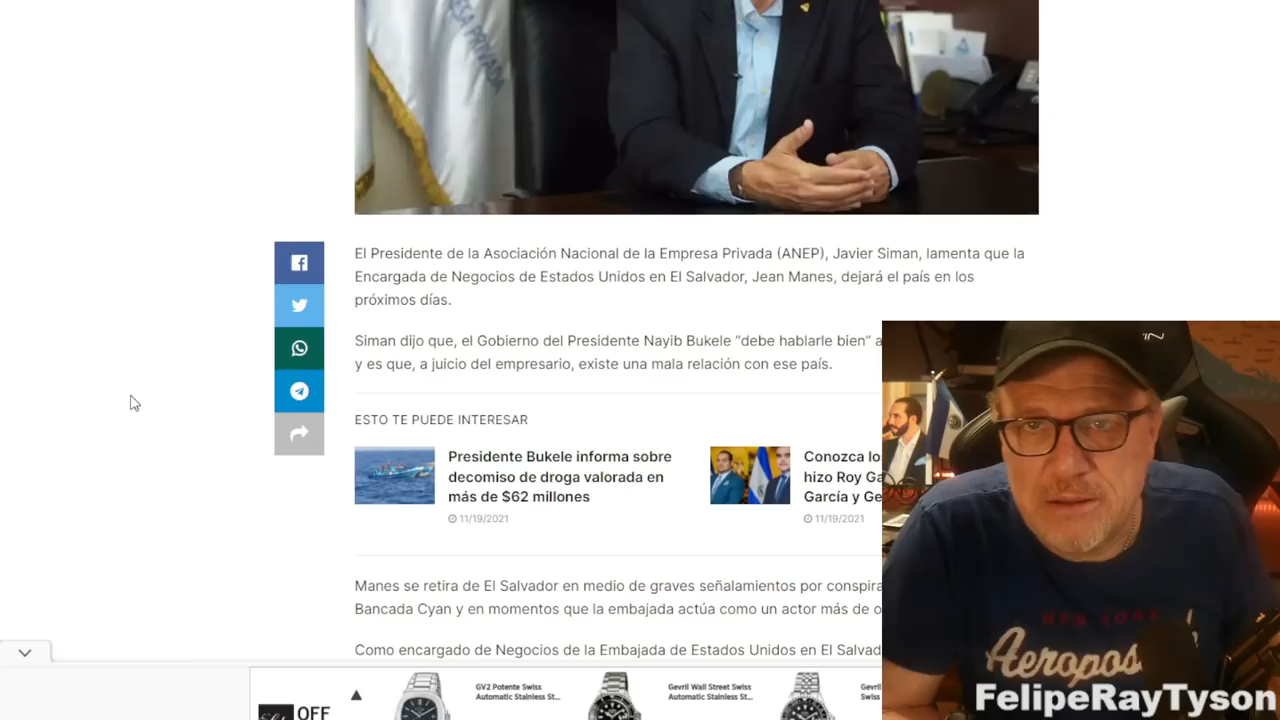 El Presidente de la Asociación Nacional de la Empresa Privada (ANEP), Javier Siman, lamenta que la
Encargada de Negocios de Estados Unidos en El Salvador, Jean Manes, dejará el país en los
próximos días.
Siman dijo que, el Gobierno del Presidente Nayib Bukele “debe hablarle bien”
y es que, a juicio del empresario, existe una mala relación con ese país.
ESTO TE PUEDE INTERESAR
Presidente Bukele informa sobre
decomiso de droga valorada en
más de $62 millones
11/19/2021
Conozca lo
hizo Roy Ga
García y Ge
11/19/2021
Manes se retira de El Salvador en medio de graves señalamientos por conspira
Bancada Cyan y en momentos que la embajada actúa como un actor más de o
Como encargado de Negocios de la Embajada de Estados Unidos en El Salvad
OFF
GV2 Potente Swiss
Automatic Stainless St...
Gevril Wall Street Swiss
Automatic Stainless St...
Gevril
Swiss
NEW YORK
Aeropos
FelipeRayTyson